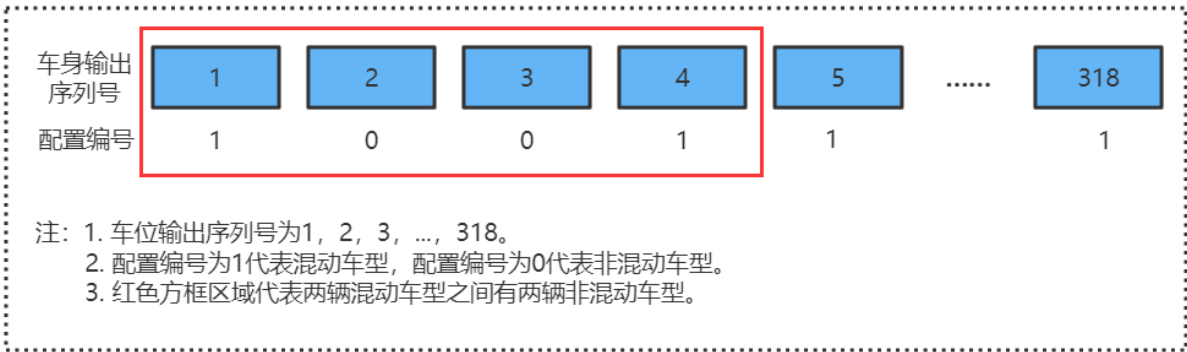 车身输出 1 2 3 4 5 …… 318
序列号
配置编号 1 0 0 1 1 1
注：1. 车位输出序列号为1，2，3，...，318。
2. 配置编号为1代表混动车型，配置编号为0代表非混动车型。
3. 红色方框区域代表两辆混动车型之间有两辆非混动车型。